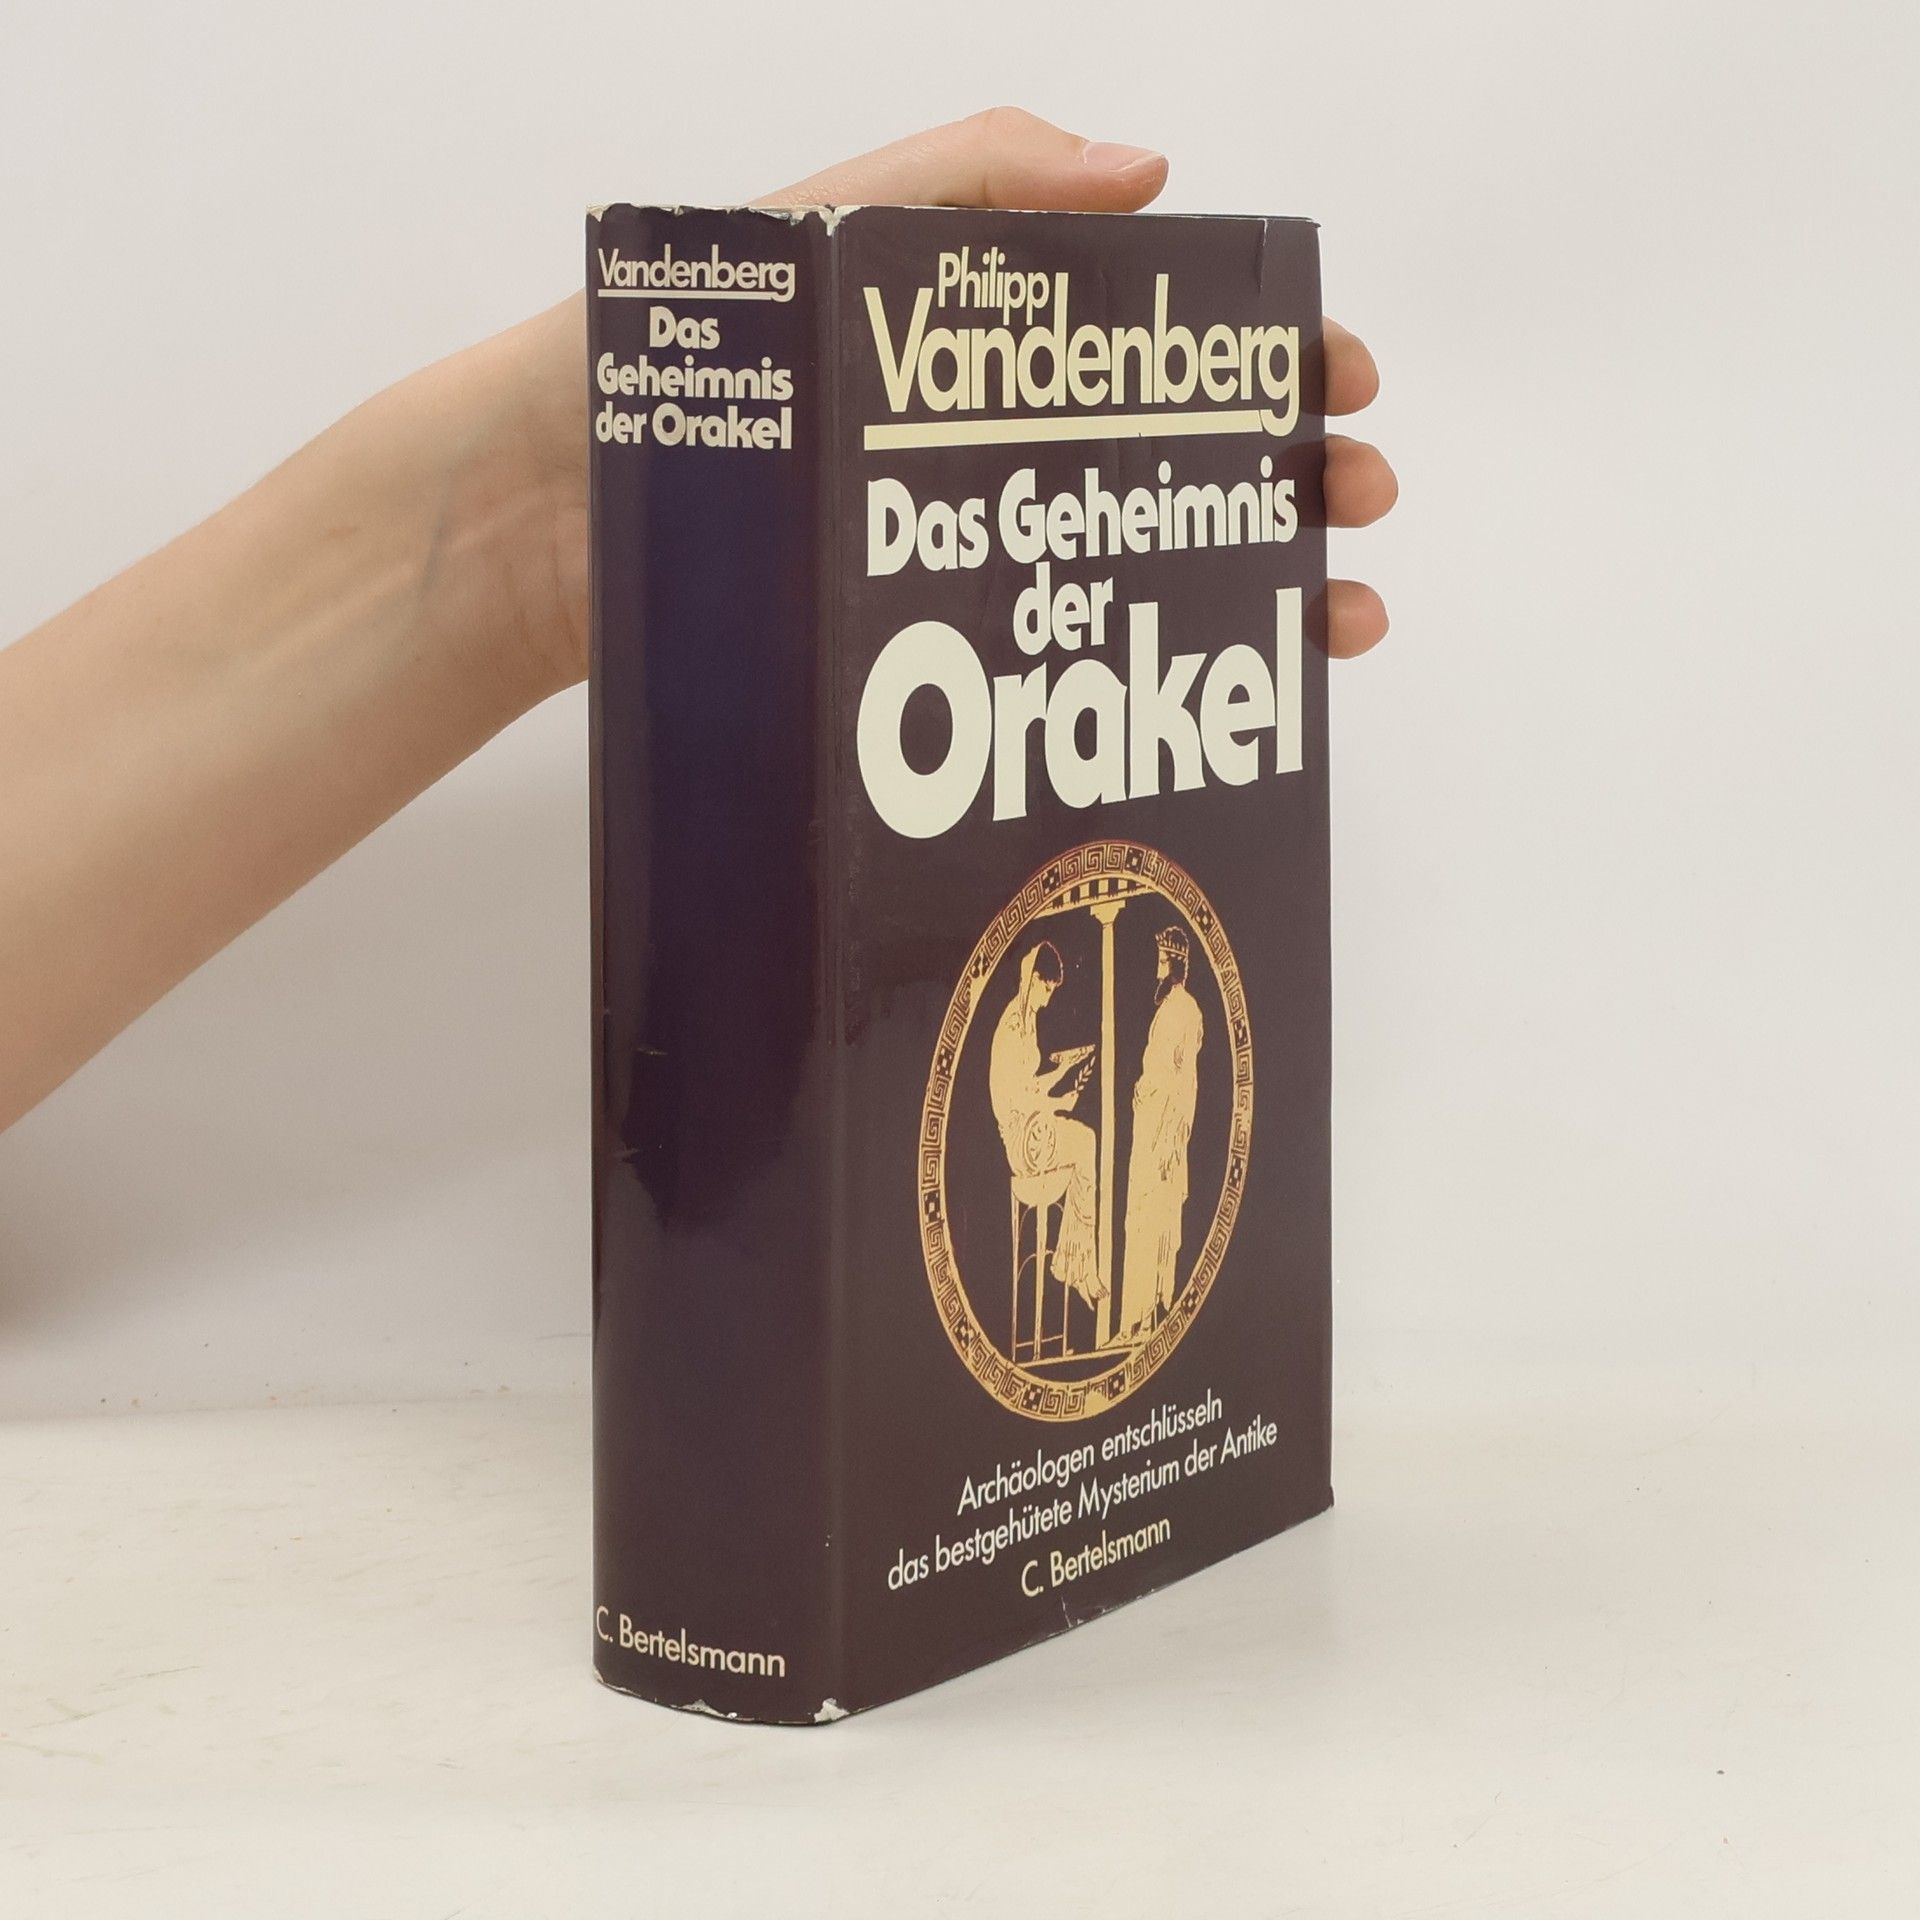 Vandenberg
Das
Geheimnis
der Orakel
C. Bertelsmann
Philipp
Vandenberg
Das Geheimnis
der
Orakel
Archäologen entschlüsseln
das bestgehütete Mysterium der Antike
C. Bertelsmann